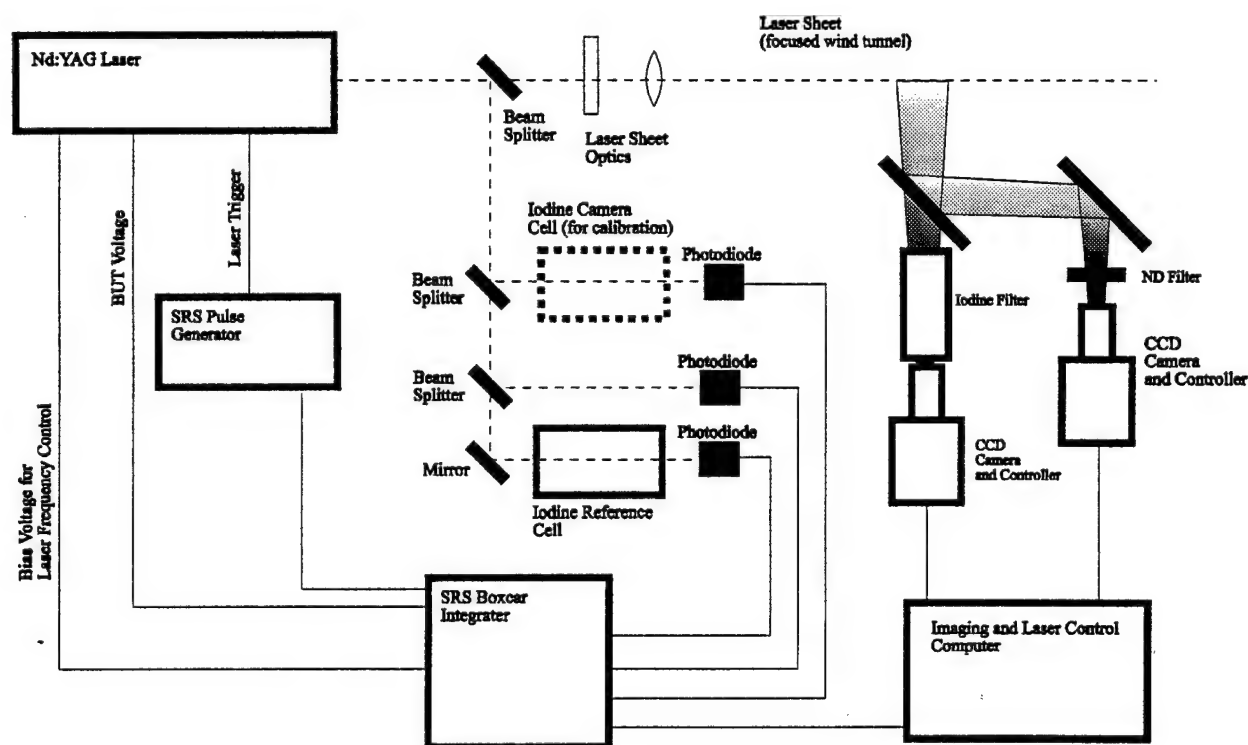 Laser Sheet
(focused wind tunnel)
Nd:YAG Laser
Beam
Splitter
Laser Sheet
Optics
Laser Trigger
BUT Voltage
Iodine Camera
Cell (for calibration)
Photodiode
Beam
Splitter
ND Filter
Iodine Filter
SRS Pulse
Generator
CCD
Camera
and Controller
Photodiode
Beam
Splitter
Photodiode
Mirror
CCD
Camera
and Controller
Iodine Reference
Cell
Bias Voltage for
Laser Frequency Control
SRS Boxcar
Integrater
Imaging and Laser Control
Computer